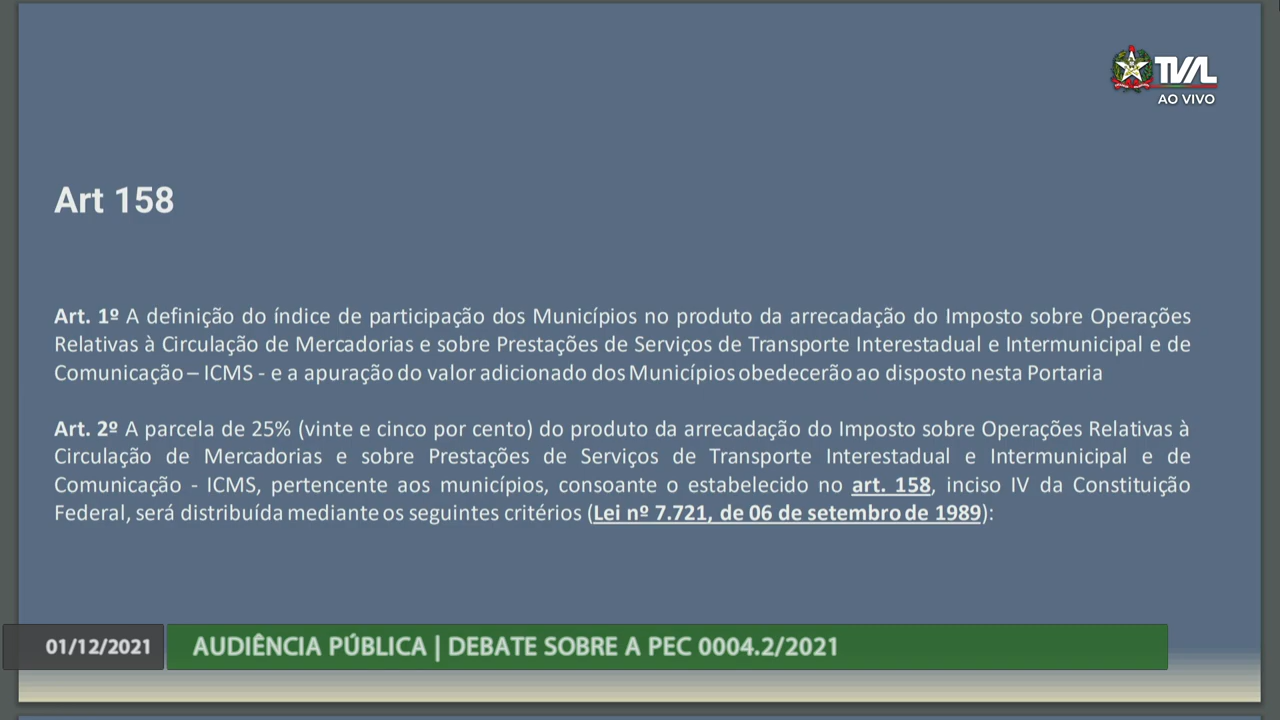 TVAL
AO VIVO
Art 158
Art. 1º A definição do índice de participação dos Municípios no produto da arrecadação do Imposto sobre Operações
Relativas à Circulação de Mercadorias e sobre Prestações de Serviços de Transporte Interestadual e Intermunicipal e de
Comunicação – ICMS - e a apuração do valor adicionado dos Municípios obedecerão ao disposto nesta Portaria
Art. 2º A parcela de 25% (vinte e cinco por cento) do produto da arrecadação do Imposto sobre Operações Relativas à
Circulação de Mercadorias e sobre Prestações de Serviços de Transporte Interestadual e Intermunicipal e de
Comunicação - ICMS, pertencente aos municípios, consoante o estabelecido no art. 158, inciso IV da Constituição
Federal, será distribuída mediante os seguintes critérios (Lei nº 7.721, de 06 de setembro de 1989):
01/12/2021
AUDIÊNCIA PÚBLICA | DEBATE SOBRE A PEC 0004.2/2021